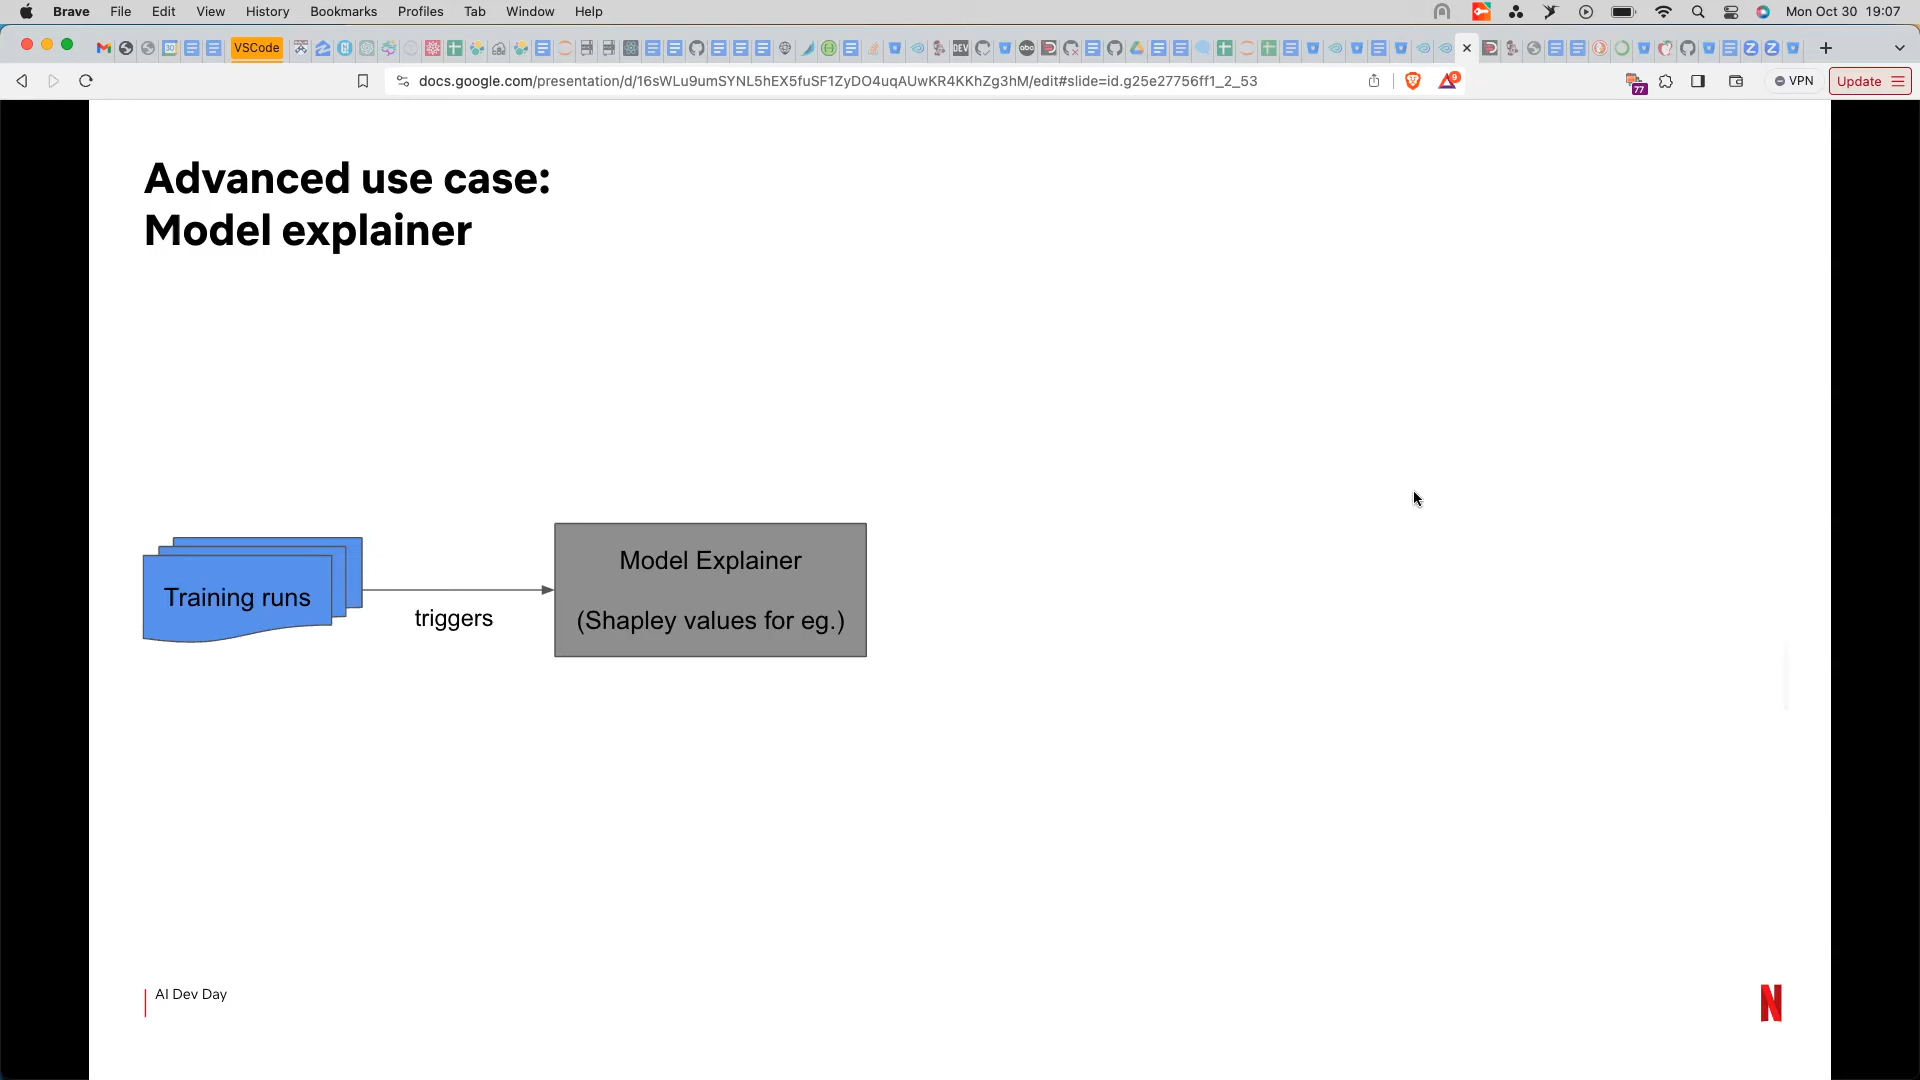 Brave File Edit View History Bookmarks Profiles Tab Window Help Mon Oct 30 19:07
VSCode
docs.google.com/presentation/d/16sWLu9umSYNL5hEX5fuSF1ZyDO4uqAUwKR4KKhZg3hM/edit#slide=id.g25e27756ff1_2_53 9 77 VPN Update
Advanced use case:
Model explainer
Training runs
triggers
Model Explainer
(Shapley values for eg.)
AI Dev Day
N